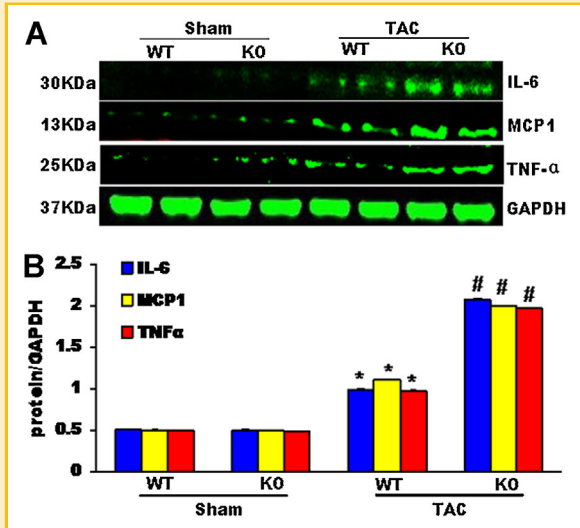 A
Sham TAC
WT KO WT KO
30KDa IL-6
13KDa MCP1
25KDa TNF-α
37KDa GAPDH
B
protein/GAPDH
2.5
2
1.5
1
0.5
0
IL-6
MCP1
TNFα
* * *
# # #
WT KO WT KO
Sham TAC